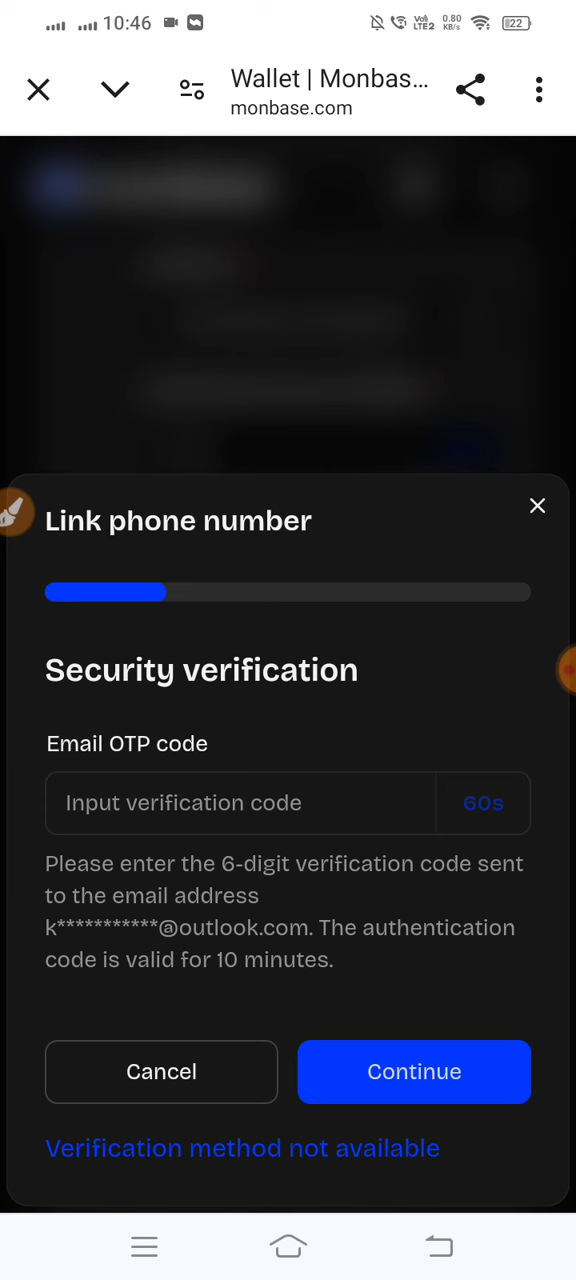 10:46
Vol) LTE2
0.80 KB/s
22
Wallet | Monbas...
monbase.com
Link phone number
Security verification
Email OTP code
Input verification code
60s
Please enter the 6-digit verification code sent
to the email address
k***********@outlook.com. The authentication
code is valid for 10 minutes.
Cancel
Continue
Verification method not available